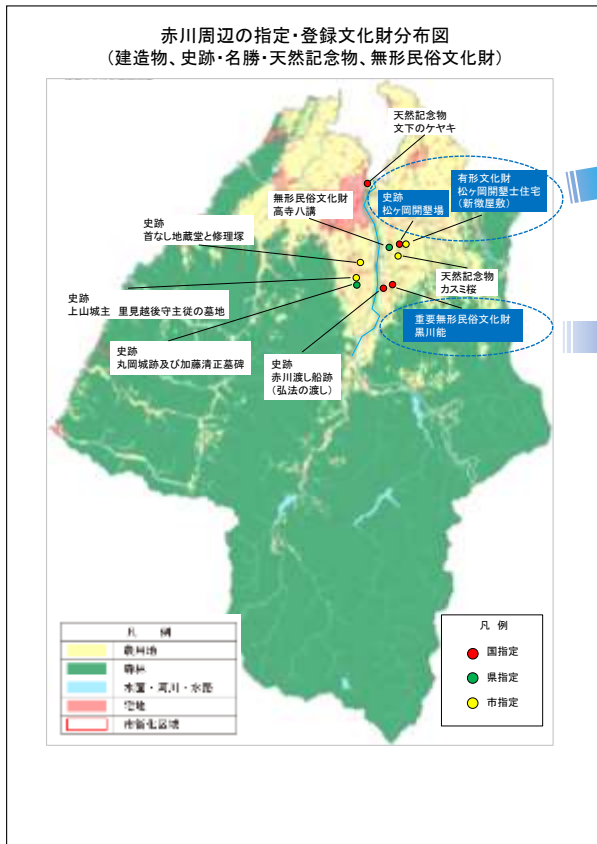 赤川周辺の指定・登録文化財分布図
(建造物、史跡・名勝・天然記念物、無形民俗文化財)
天然記念物
文下のケヤキ
有形文化財
松ヶ岡開墾士住宅
(新徴屋敷)
史跡
松ヶ岡開墾場
無形民俗文化財
高寺八講
史跡
首なし地蔵堂と修理塚
天然記念物
カスミ桜
史跡
上山城主 里見越後守主従の墓地
重要無形民俗文化財
黒川能
史跡
丸岡城跡及び加藤清正墓碑
史跡
赤川渡し船跡
(弘法の渡し)
凡 例
農用地
森林
水面・河川・水路
宅地
市街化区域
凡 例
国指定
県指定
市指定